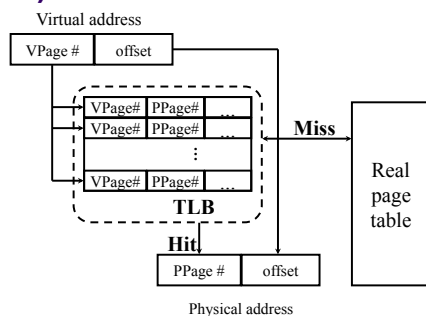 Virtual address
VPage # offset
VPage# PPage# ...
VPage# PPage# ...
⋮
VPage# PPage# ...
TLB
Miss
Real
page
table
Hit
PPage # offset
Physical address